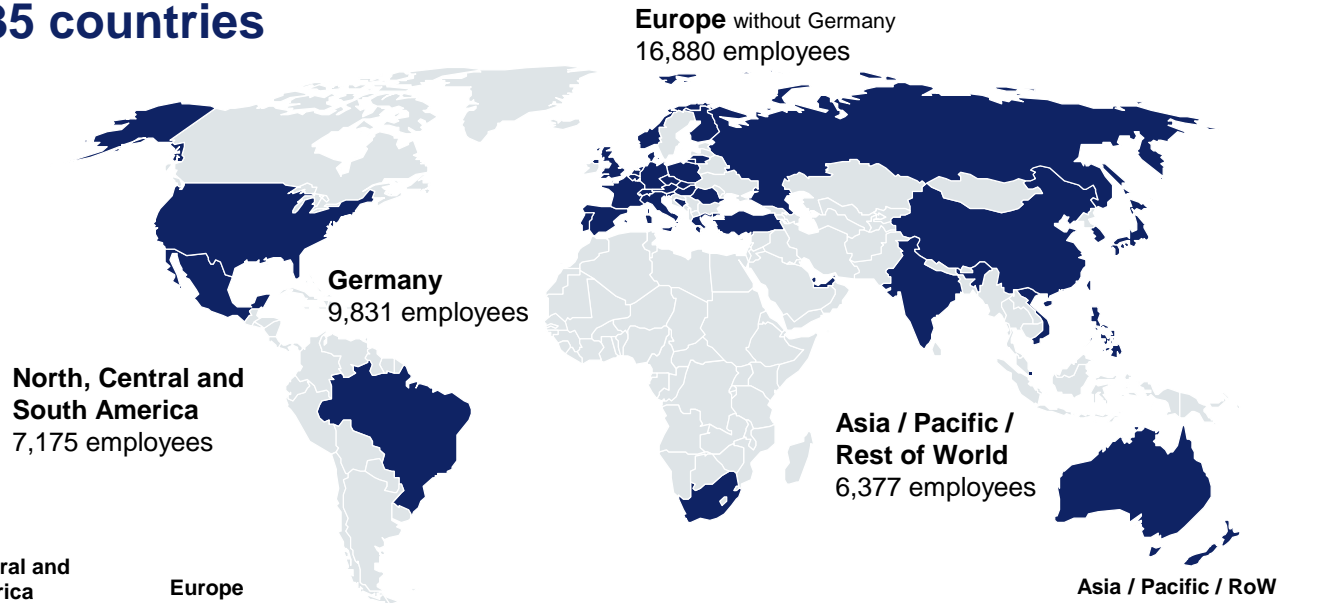 35 countries
Europe without Germany
16,880 employees
Germany
9,831 employees
North, Central and
South America
7,175 employees
Asia / Pacific /
Rest of World
6,377 employees
ral and
rica
Europe
Asia / Pacific / RoW